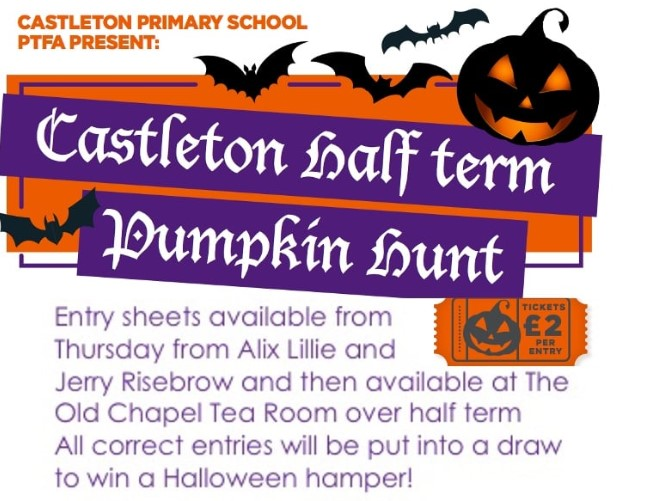 CASTLETON PRIMARY SCHOOL
PTFA PRESENT:
Castleton Half term
Pumpkin Hunt
Entry sheets available from
Thursday from Alix Lillie and
Jerry Risebrow and then available at The
Old Chapel Tea Room over half term
All correct entries will be put into a draw
to win a Halloween hamper!
TICKETS
£2
PER
ENTRY